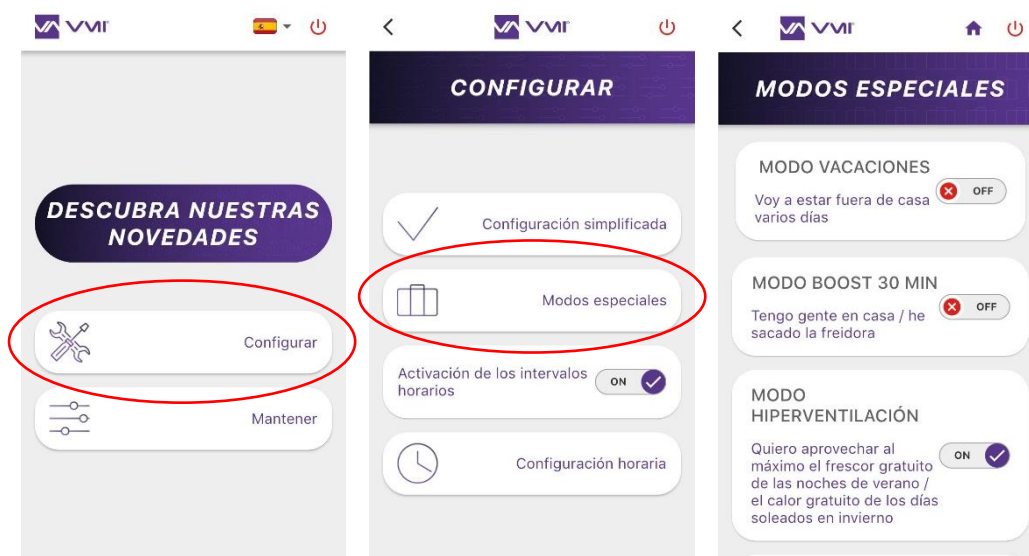 VMI
DESCUBRA NUESTRAS
NOVEDADES
Configurar
Mantener
VMI
CONFIGURAR
Configuración simplificada
Modos especiales
Activación de los intervalos
horarios
ON
Configuración horaria
VMI
MODOS ESPECIALES
MODO VACACIONES
Voy a estar fuera de casa
varios días
OFF
MODO BOOST 30 MIN
Tengo gente en casa / he
sacado la freidora
OFF
MODO
HIPERVENTILACIÓN
Quiero aprovechar al
máximo el frescor gratuito
de las noches de verano /
el calor gratuito de los días
soleados en invierno
ON